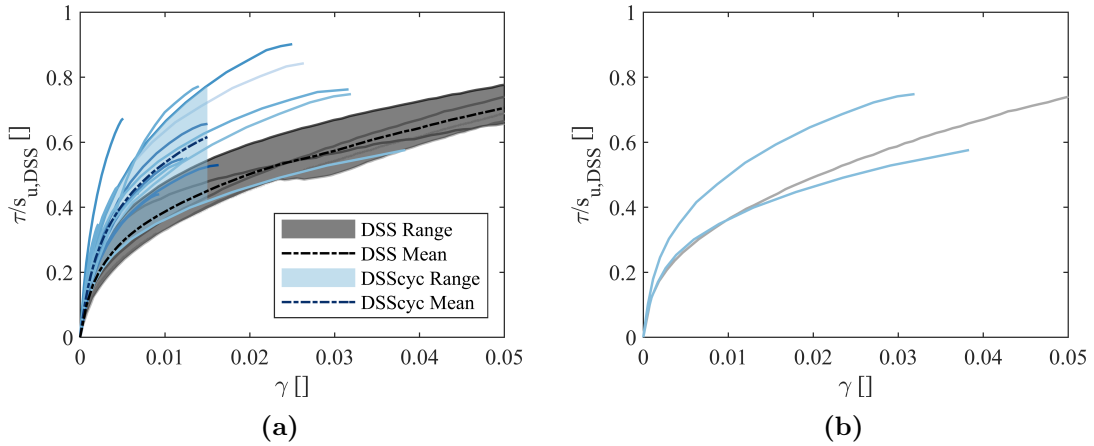 1
0.8
0.6
0.4
0.2
0
τ/s_{u,DSS} []
0 0.01 0.02 0.03 0.04 0.05
γ []
DSS Range
DSS Mean
DSScyc Range
DSScyc Mean
(a)
1
0.8
0.6
0.4
0.2
0
τ/s_{u,DSS} []
0 0.01 0.02 0.03 0.04 0.05
γ []
(b)